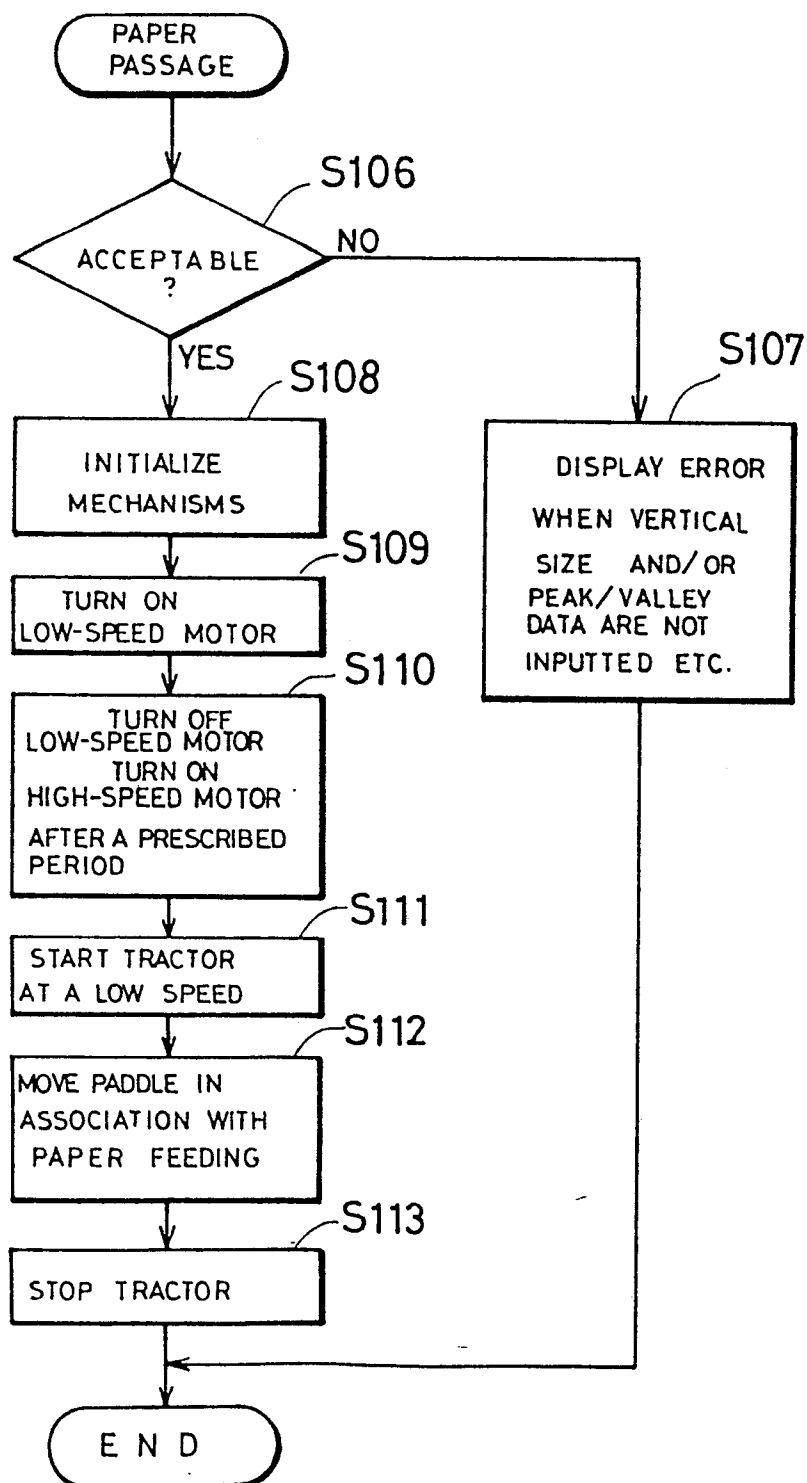 PAPER
PASSAGE
S106
ACCEPTABLE
?
NO
YES
S108
INITIALIZE
MECHANISMS
S107
DISPLAY ERROR
WHEN VERTICAL
SIZE AND/OR
PEAK/VALLEY
DATA ARE NOT
INPUTTED ETC.
S109
TURN ON
LOW-SPEED MOTOR
S110
TURN OFF
LOW-SPEED MOTOR
TURN ON
HIGH-SPEED MOTOR
AFTER A PRESCRIBED
PERIOD
S111
START TRACTOR
AT A LOW SPEED
S112
MOVE PADDLE IN
ASSOCIATION WITH
PAPER FEEDING
S113
STOP TRACTOR
END